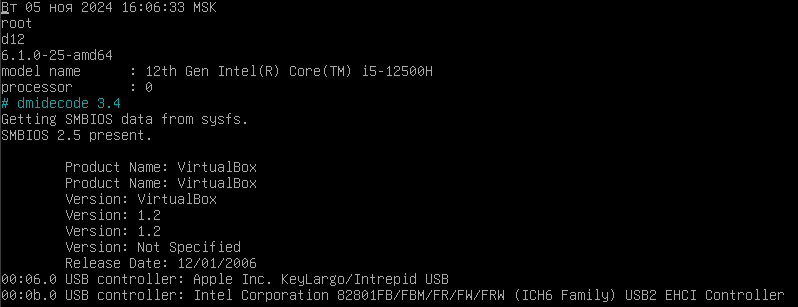 Вт 05 ноя 2024 16:06:33 MSK
root
d12
6.1.0-25-amd64
model name      : 12th Gen Intel(R) Core(TM) i5-12500H
processor       : 0
# dmidecode 3.4
Getting SMBIOS data from sysfs.
SMBIOS 2.5 present.

        Product Name: VirtualBox
        Product Name: VirtualBox
        Version: VirtualBox
        Version: 1.2
        Version: 1.2
        Version: Not Specified
        Release Date: 12/01/2006
00:06.0 USB controller: Apple Inc. KeyLargo/Intrepid USB
00:0b.0 USB controller: Intel Corporation 82801FB/FBM/FR/FW/FRW (ICH6 Family) USB2 EHCI Controller